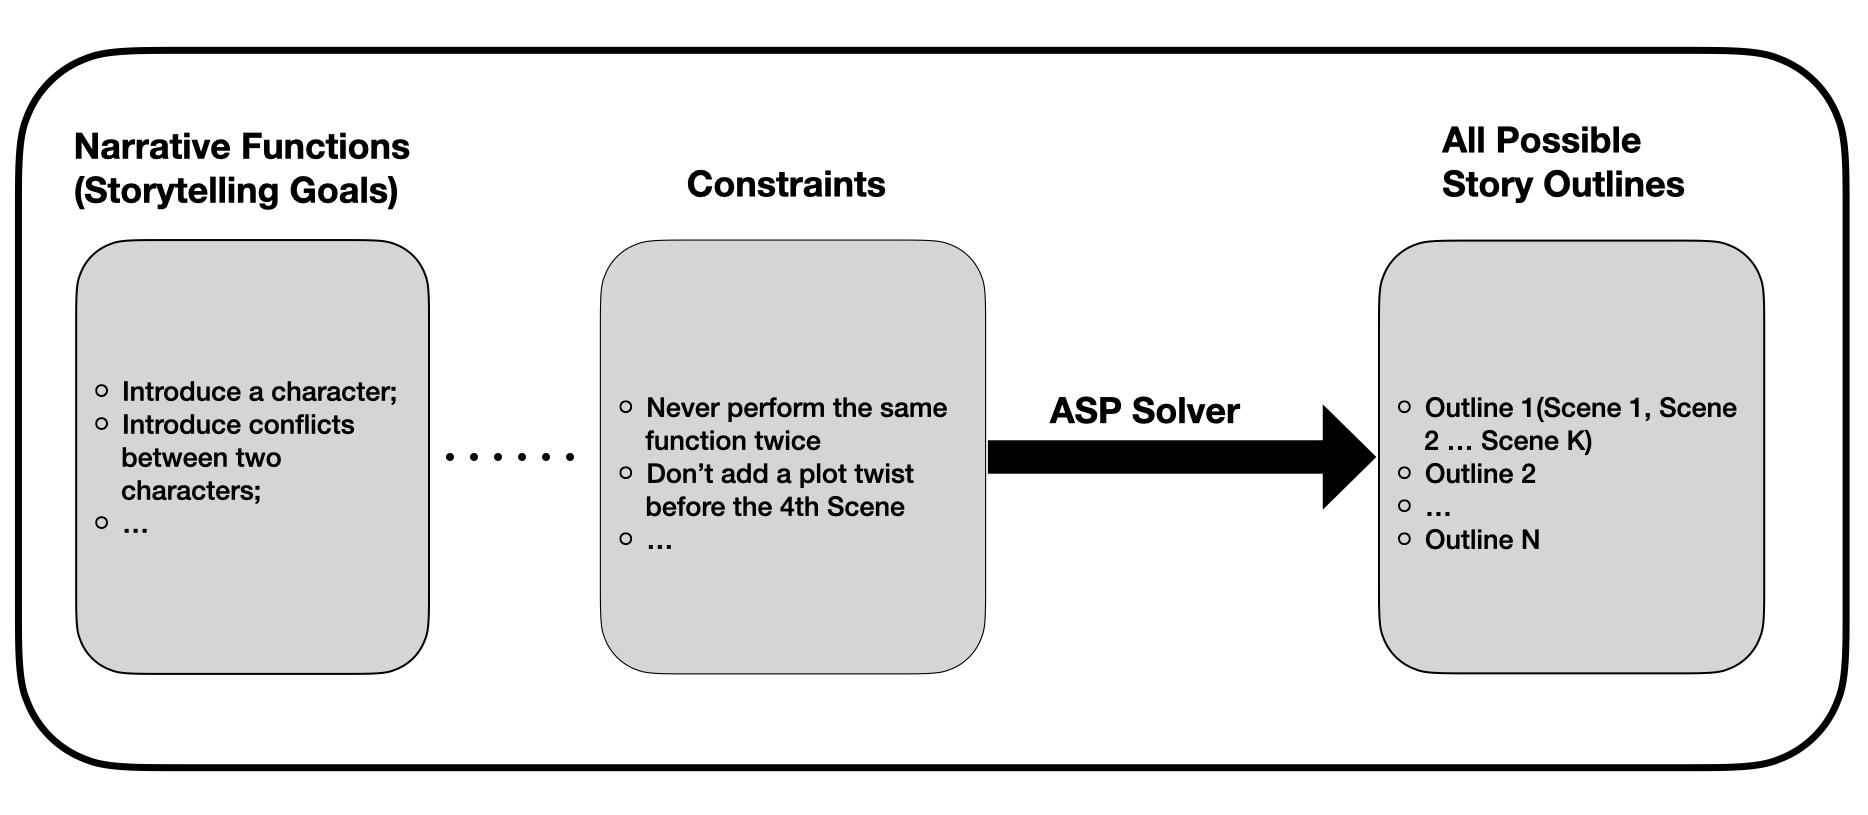 Narrative Functions
(Storytelling Goals)
Introduce a character;
Introduce conflicts
between two
characters;
...
Constraints
Never perform the same
function twice
Don't add a plot twist
before the 4th Scene
...
ASP Solver
All Possible
Story Outlines
Outline 1(Scene 1, Scene
2 ... Scene K)
Outline 2
...
Outline N